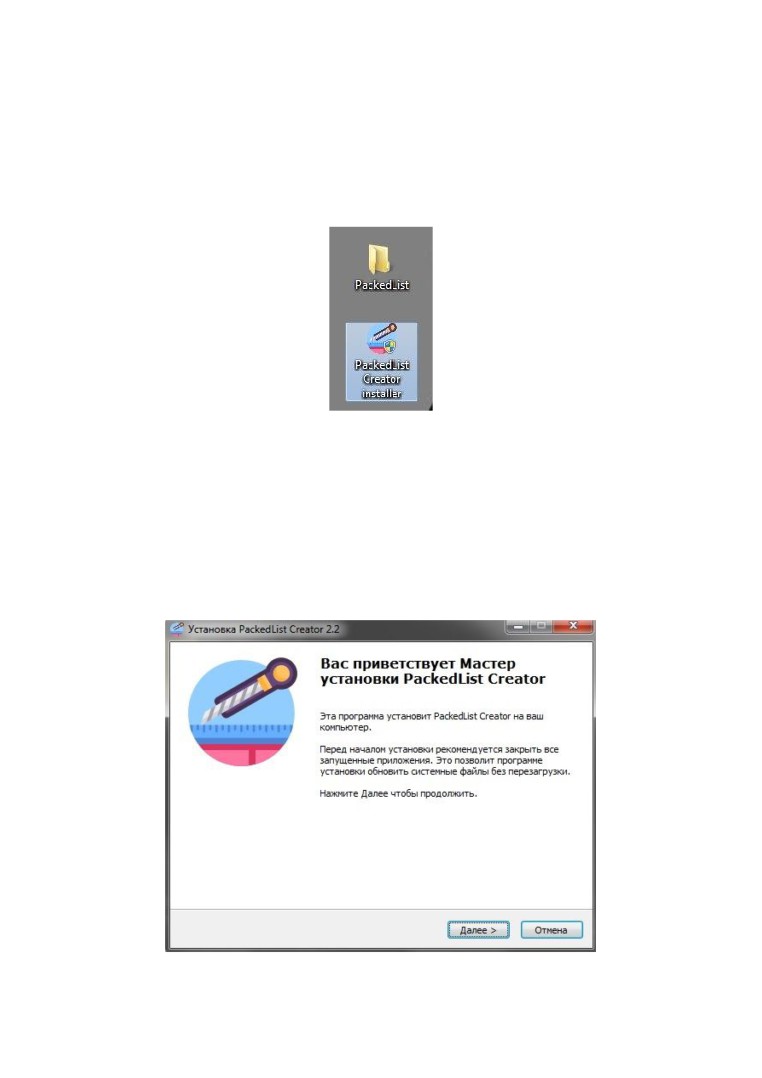 PackedList
PackedList
Creator
installer
Установка PackedList Creator 2.2
Вас приветствует Мастер
установки PackedList Creator
Эта программа установит PackedList Creator на ваш
компьютер.
Перед началом установки рекомендуется закрыть все
запущенные приложения. Это позволит программе
установки обновить системные файлы без перезагрузки.
Нажмите Далее чтобы продолжить.
Далее >
Отмена